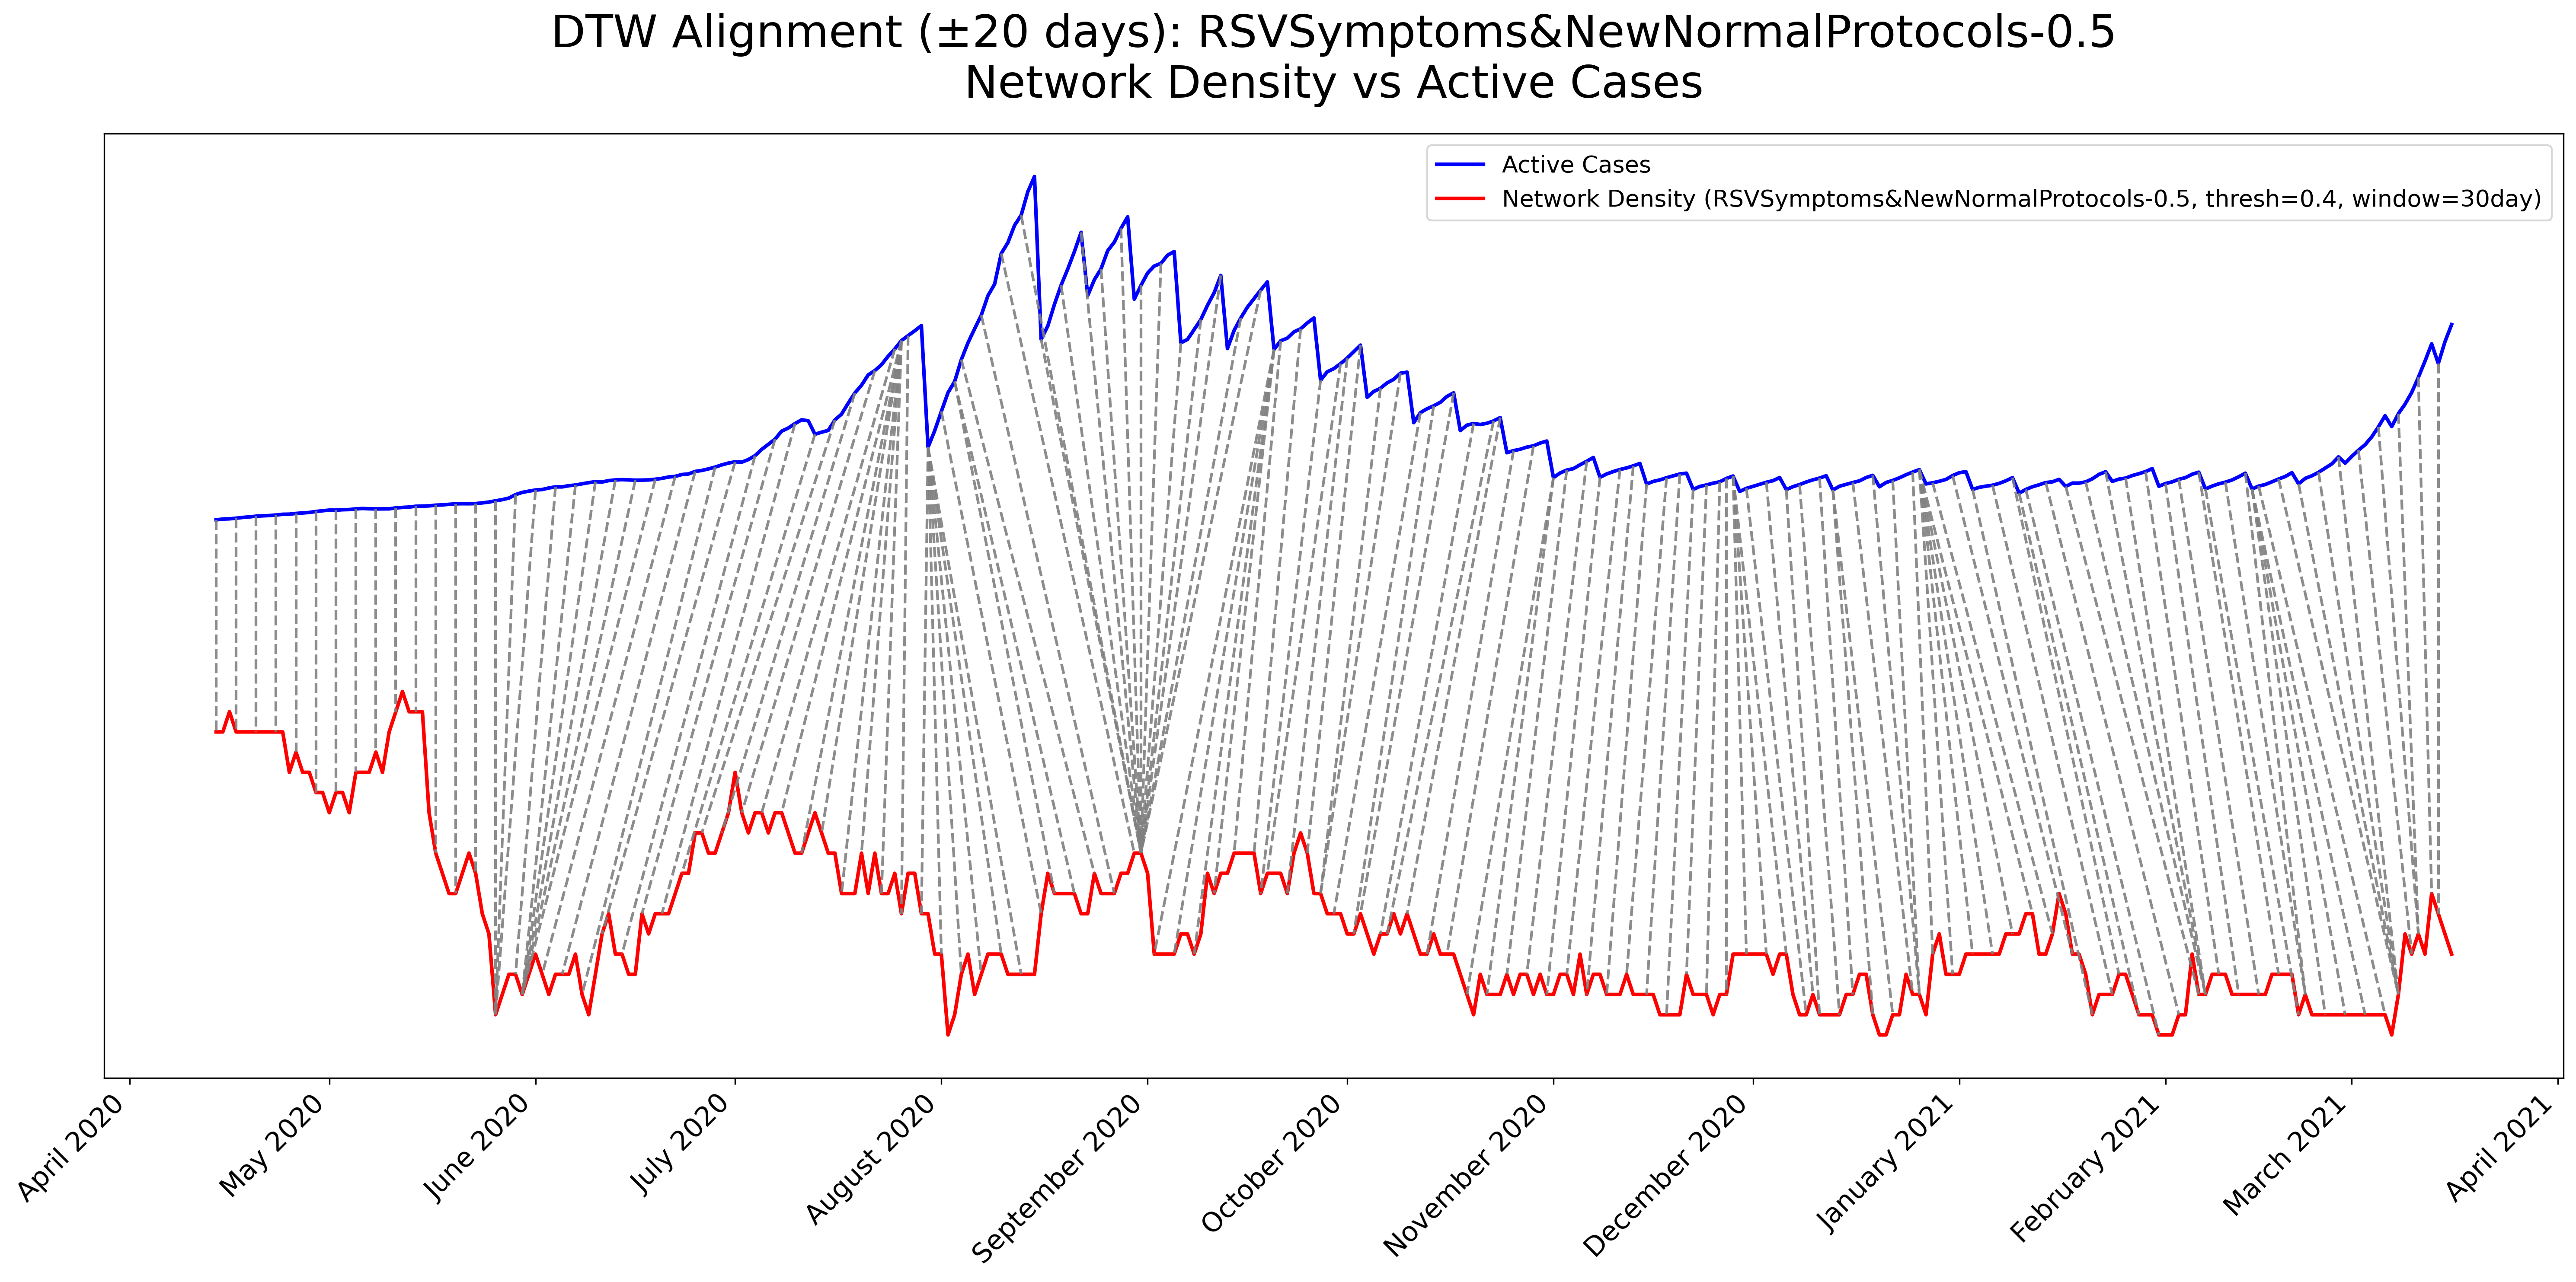 DTW Alignment (±20 days): RSVSymptoms&NewNormalProtocols-0.5
Network Density vs Active Cases
Active Cases
Network Density (RSVSymptoms&NewNormalProtocols-0.5, thresh=0.4, window=30day)
April 2020
May 2020
June 2020
July 2020
August 2020
September 2020
October 2020
November 2020
December 2020
January 2021
February 2021
March 2021
April 2021